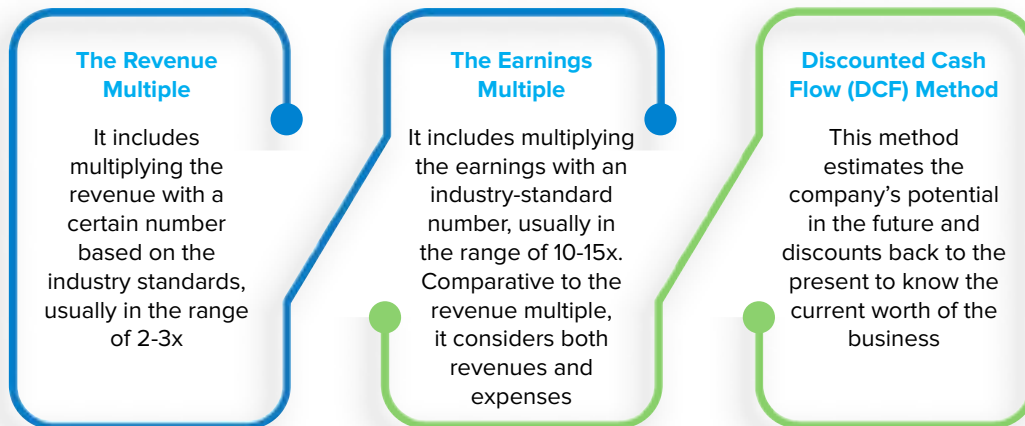 The Revenue
Multiple
It includes
multiplying the
revenue with a
certain number
based on the
industry standards,
usually in the range
of 2-3x
The Earnings
Multiple
It includes multiplying
the earnings with an
industry-standard
number, usually in
the range of 10-15x.
Comparative to the
revenue multiple,
it considers both
revenues and
expenses
Discounted Cash
Flow (DCF) Method
This method
estimates the
company’s potential
in the future and
discounts back to the
present to know the
current worth of the
business